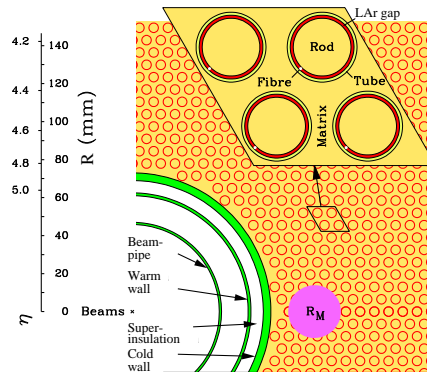 LAr gap
Rod
Fibre
Tube
Matrix
4.2
4.4
4.6
4.8
5.0
η
140
120
100
80
60
40
20
0
R (mm)
Beam-
pipe
Warm
wall
Beams ×
Super-
insulation
Cold
wall
R_M